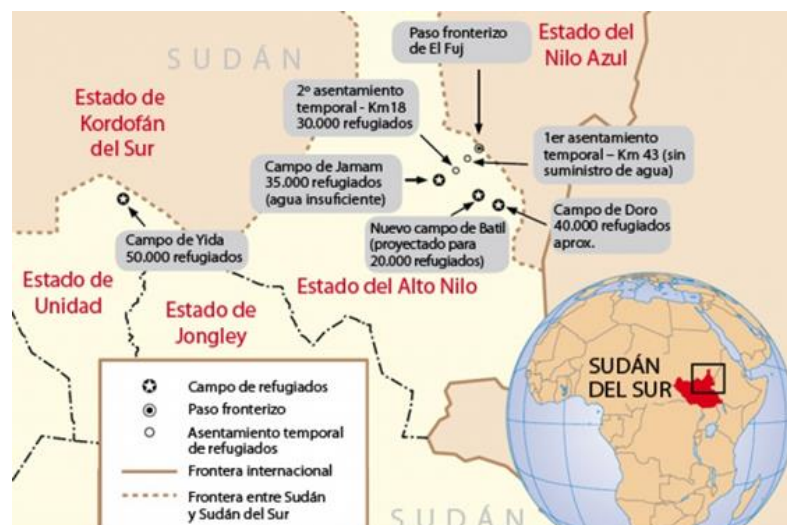 SUDÁN
Paso fronterizo
de El Fuj
Estado del
Nilo Azul
Estado de
Kordofán
del Sur
2º asentamiento
temporal - Km18
30.000 refugiados
1er asentamiento
temporal – Km 43 (sin
suministro de agua)
Campo de Jamam
35.000 refugiados
(agua insuficiente)
Campo de Yida
50.000 refugiados
Nuevo campo de Batil
(proyectado para
20.000 refugiados)
Campo de Doro
40.000 refugiados
aprox.
Estado de
Unidad
Estado de
Jongley
Estado del Alto Nilo
Campo de refugiados
Paso fronterizo
Asentamiento temporal
de refugiados
Frontera internacional
Frontera entre Sudán
y Sudán del Sur
SUDÁN
DEL SUR
SUDÁN